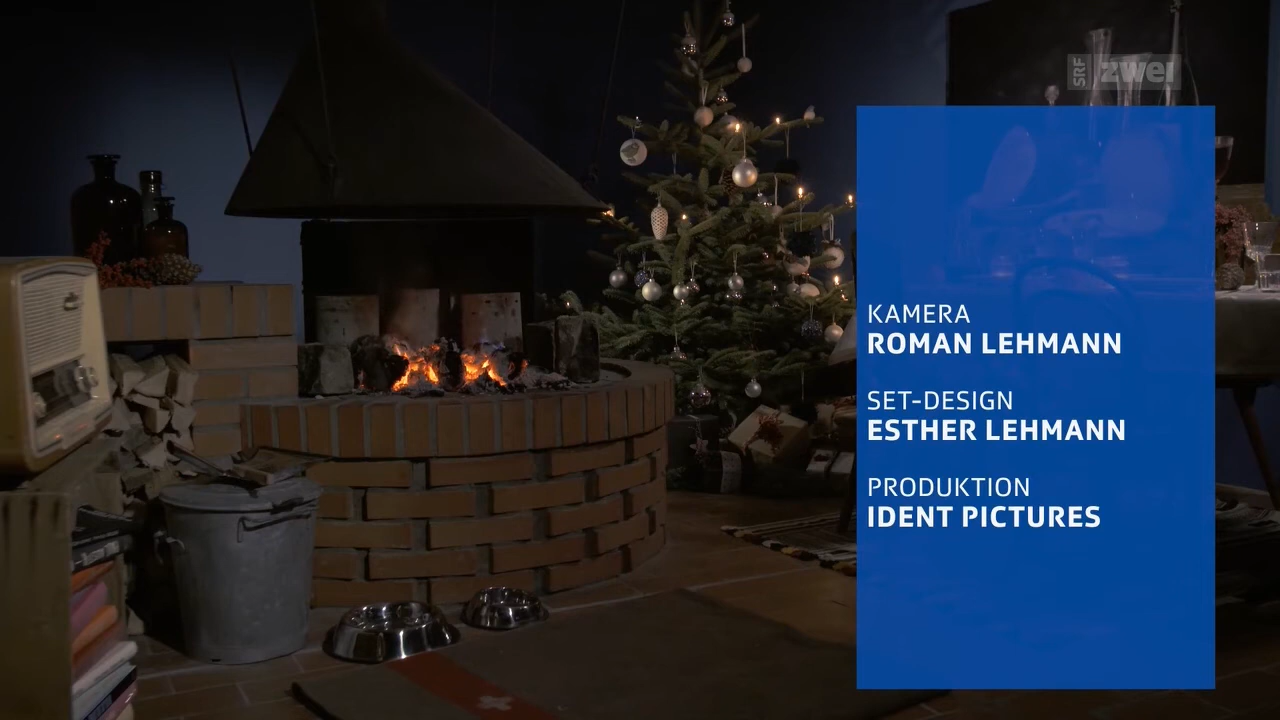 SRF zwei
KAMERA
ROMAN LEHMANN
SET-DESIGN
ESTHER LEHMANN
PRODUKTION
IDENT PICTURES